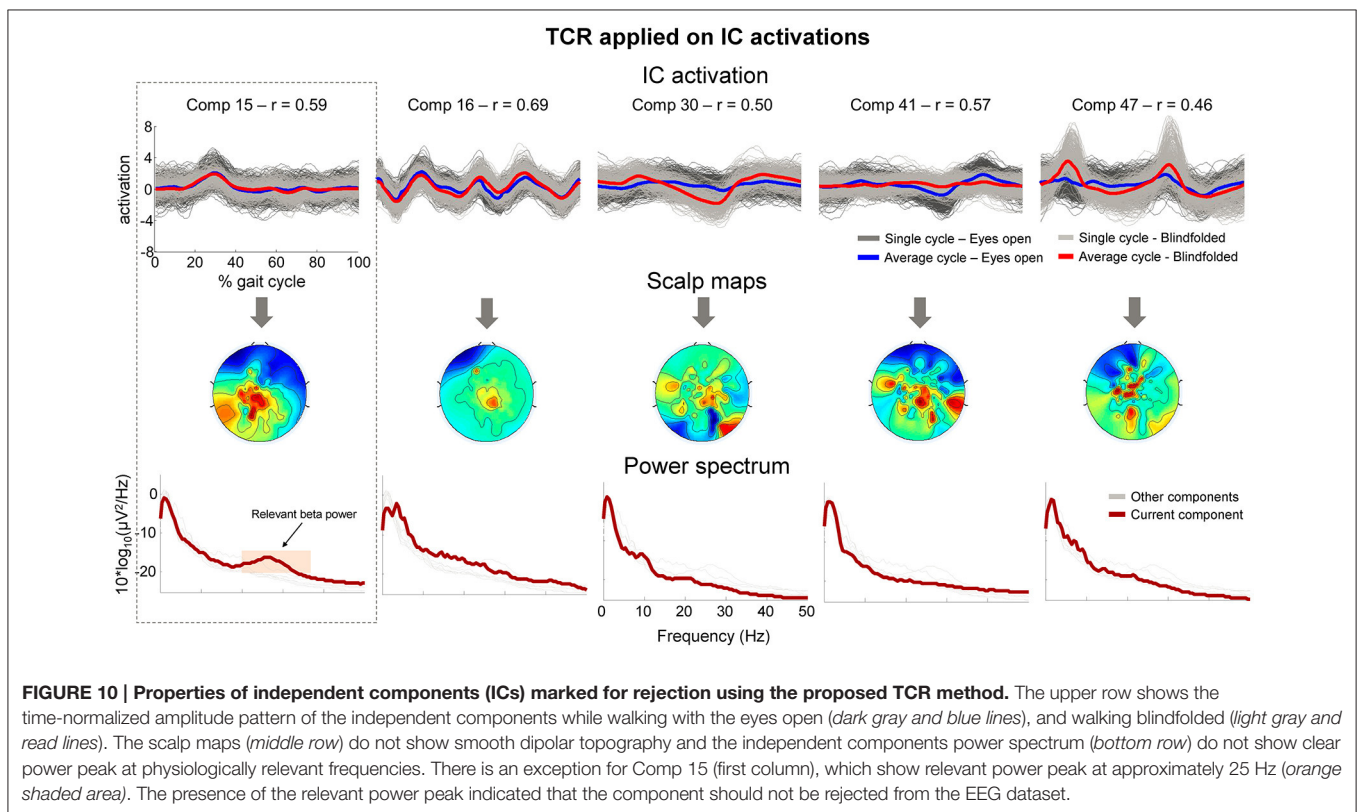 TCR applied on IC activations
IC activation
Comp 15 – r = 0.59
Comp 16 – r = 0.69
Comp 30 – r = 0.50
Comp 41 – r = 0.57
Comp 47 – r = 0.46
activation
8
4
0
-4
-8
0 20 40 60 80 100
% gait cycle
Single cycle – Eyes open
Average cycle – Eyes open
Single cycle - Blindfolded
Average cycle - Blindfolded
Scalp maps
Power spectrum
10*log10(µV²/Hz)
0
-10
-20
Relevant beta power
Other components
Current component
0 10 20 30 40 50
Frequency (Hz)
FIGURE 10 | Properties of independent components (ICs) marked for rejection using the proposed TCR method. The upper row shows the
time-normalized amplitude pattern of the independent components while walking with the eyes open (dark gray and blue lines), and walking blindfolded (light gray and
read lines). The scalp maps (middle row) do not show smooth dipolar topography and the independent components power spectrum (bottom row) do not show clear
power peak at physiologically relevant frequencies. There is an exception for Comp 15 (first column), which show relevant power peak at approximately 25 Hz (orange
shaded area). The presence of the relevant power peak indicated that the component should not be rejected from the EEG dataset.